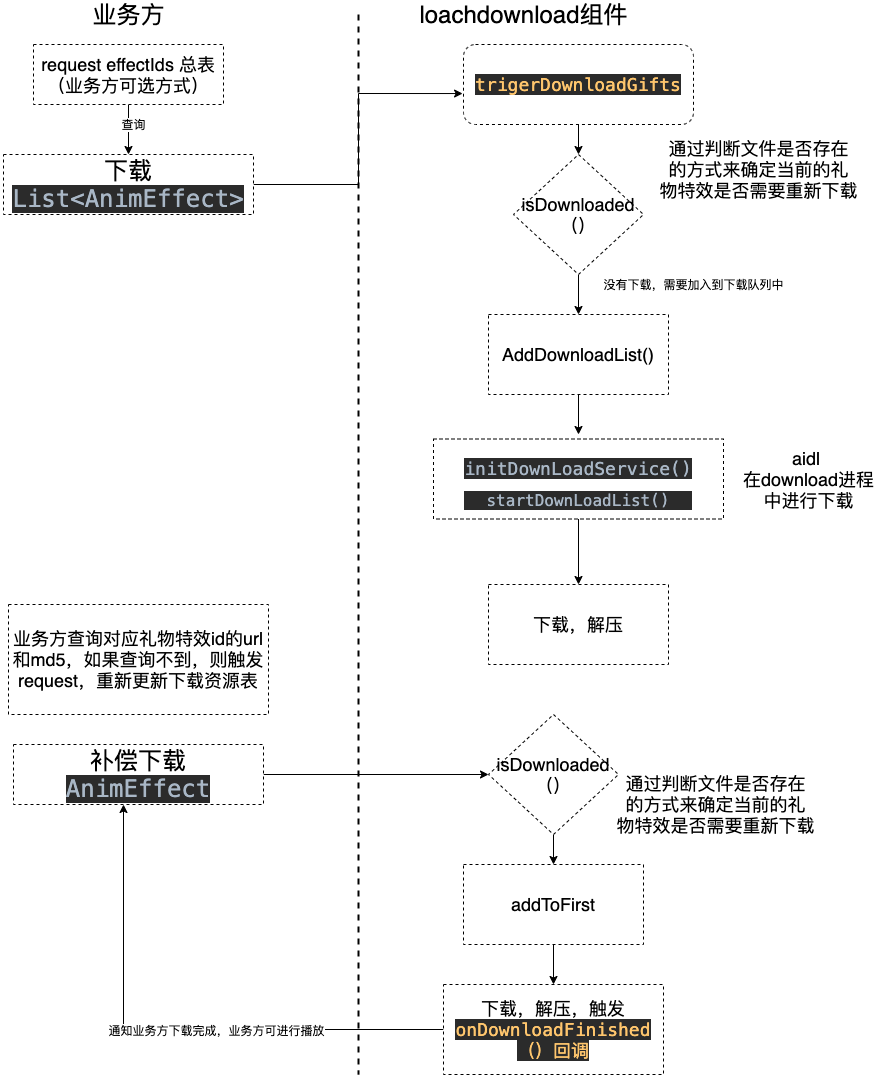 业务方
loachdownload组件
request effectIds 总表
（业务方可选方式）
查询
下载
List<AnimEffect>
trigerDownloadGifts
通过判断文件是否存在
的方式来确定当前的礼
物特效是否需要重新下载
isDownloaded
()
没有下载，需要加入到下载队列中
AddDownloadList()
initDownLoadService()
startDownLoadList()
aidl
在download进程
中进行下载
下载，解压
业务方查询对应礼物特效id的url
和md5，如果查询不到，则触发
request，重新更新下载资源表
补偿下载
AnimEffect
isDownloaded
()
通过判断文件是否存在
的方式来确定当前的礼
物特效是否需要重新下载
addToFirst
下载，解压，触发
onDownloadFinished
（）回调
通知业务方下载完成，业务方可进行播放